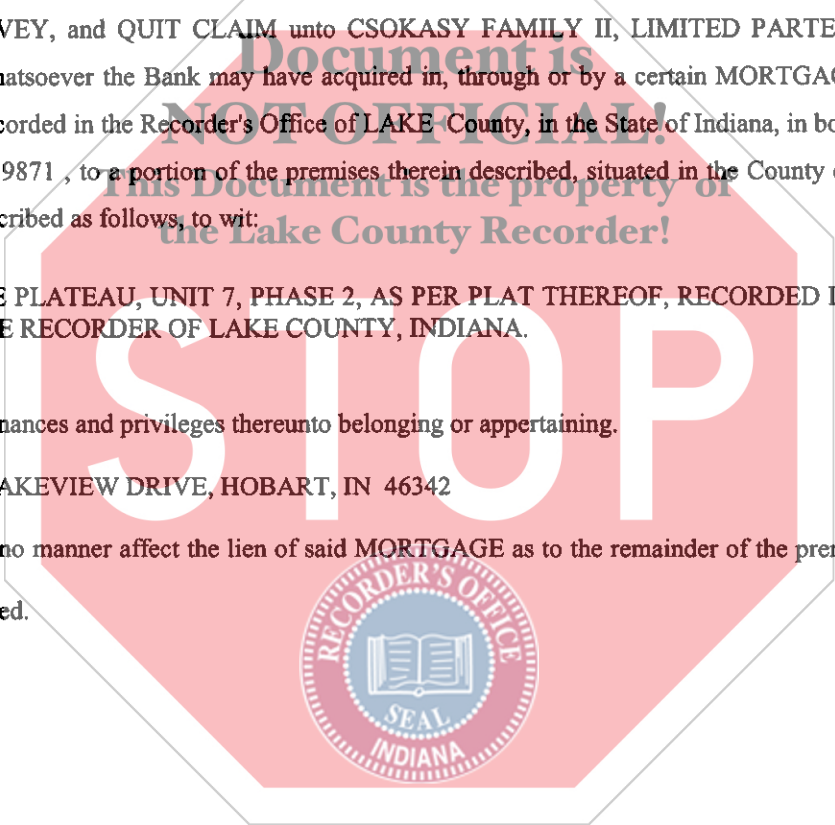 VEY, and QUIT CLAIM unto CSOKASY FAMILY II, LIMITED PARTE
Document is
atsoever the Bank may have acquired in, through or by a certain MORTGAG
NOT OFFICIAL!
corded in the Recorder's Office of LAKE County, in the State of Indiana, in bo
9871 , to a portion of the premises therein described, situated in the County
This Document is the property of
cribed as follows, to wit:
the Lake County Recorder!
E PLATEAU, UNIT 7, PHASE 2, AS PER PLAT THEREOF, RECORDED I
E RECORDER OF LAKE COUNTY, INDIANA.
STOP
nances and privileges thereunto belonging or appertaining.
AKEVIEW DRIVE, HOBART, IN 46342
no manner affect the lien of said MORTGAGE as to the remainder of the pre
ed.
RECORDER'S OFFICE
SEAL
INDIANA